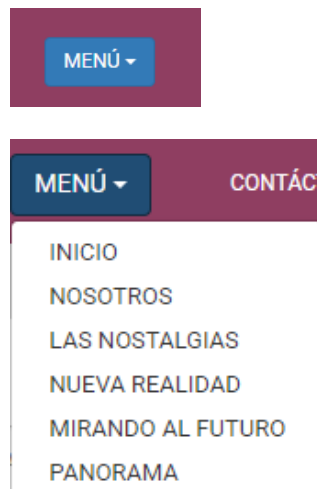 MENÚ
MENÚ CONTÁC
INICIO
NOSOTROS
LAS NOSTALGIAS
NUEVA REALIDAD
MIRANDO AL FUTURO
PANORAMA